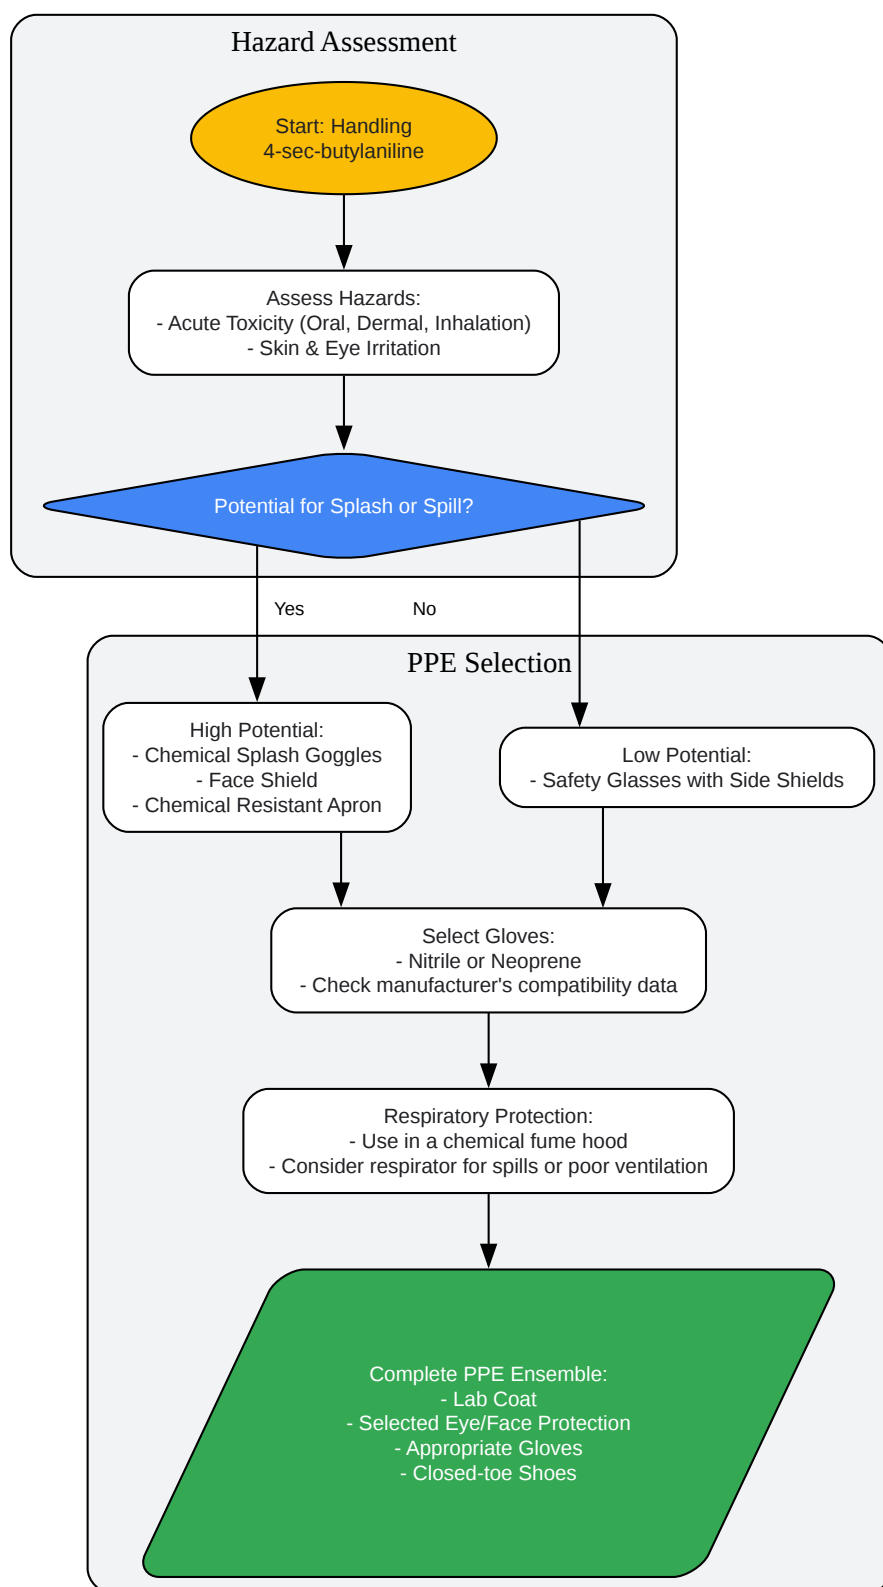 Hazard Assessment
Start: Handling
4-sec-butylaniline
Assess Hazards:
- Acute Toxicity (Oral, Dermal, Inhalation)
- Skin & Eye Irritation
Potential for Splash or Spill?
Yes
No
PPE Selection
High Potential:
- Chemical Splash Goggles
- Face Shield
- Chemical Resistant Apron
Low Potential:
- Safety Glasses with Side Shields
Select Gloves:
- Nitrile or Neoprene
- Check manufacturer's compatibility data
Respiratory Protection:
- Use in a chemical fume hood
- Consider respirator for spills or poor ventilation
Complete PPE Ensemble:
- Lab Coat
- Selected Eye/Face Protection
- Appropriate Gloves
- Closed-toe Shoes